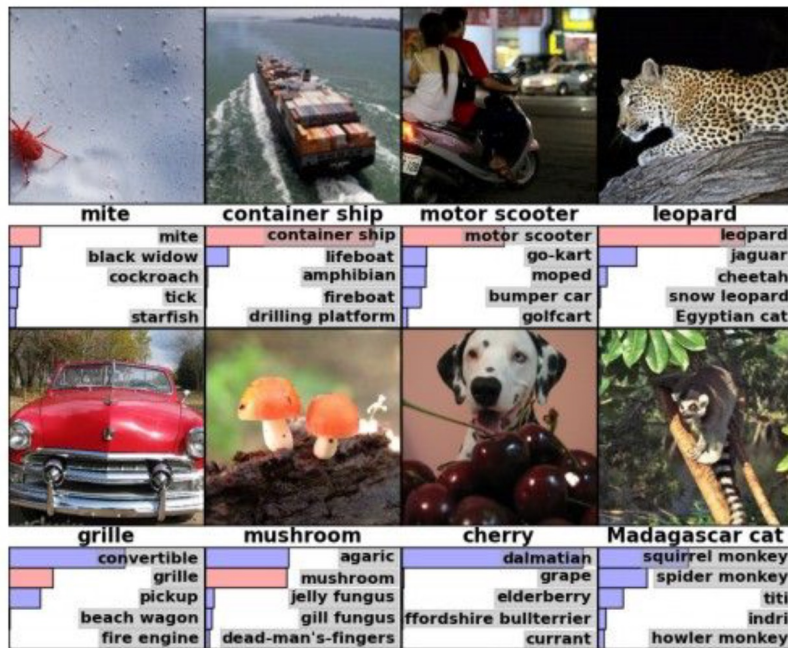 mite
container ship
motor scooter
leopard
mite
black widow
cockroach
tick
starfish
container ship
lifeboat
amphibian
fireboat
drilling platform
motor scooter
go-kart
moped
bumper car
golfcart
leopard
jaguar
cheetah
snow leopard
Egyptian cat
grille
mushroom
cherry
Madagascar cat
convertible
grille
pickup
beach wagon
fire engine
agaric
mushroom
jelly fungus
gill fungus
dead-man's-fingers
dalmatian
grape
elderberry
ffordshire bullterrier
currant
squirrel monkey
spider monkey
titi
indri
howler monkey